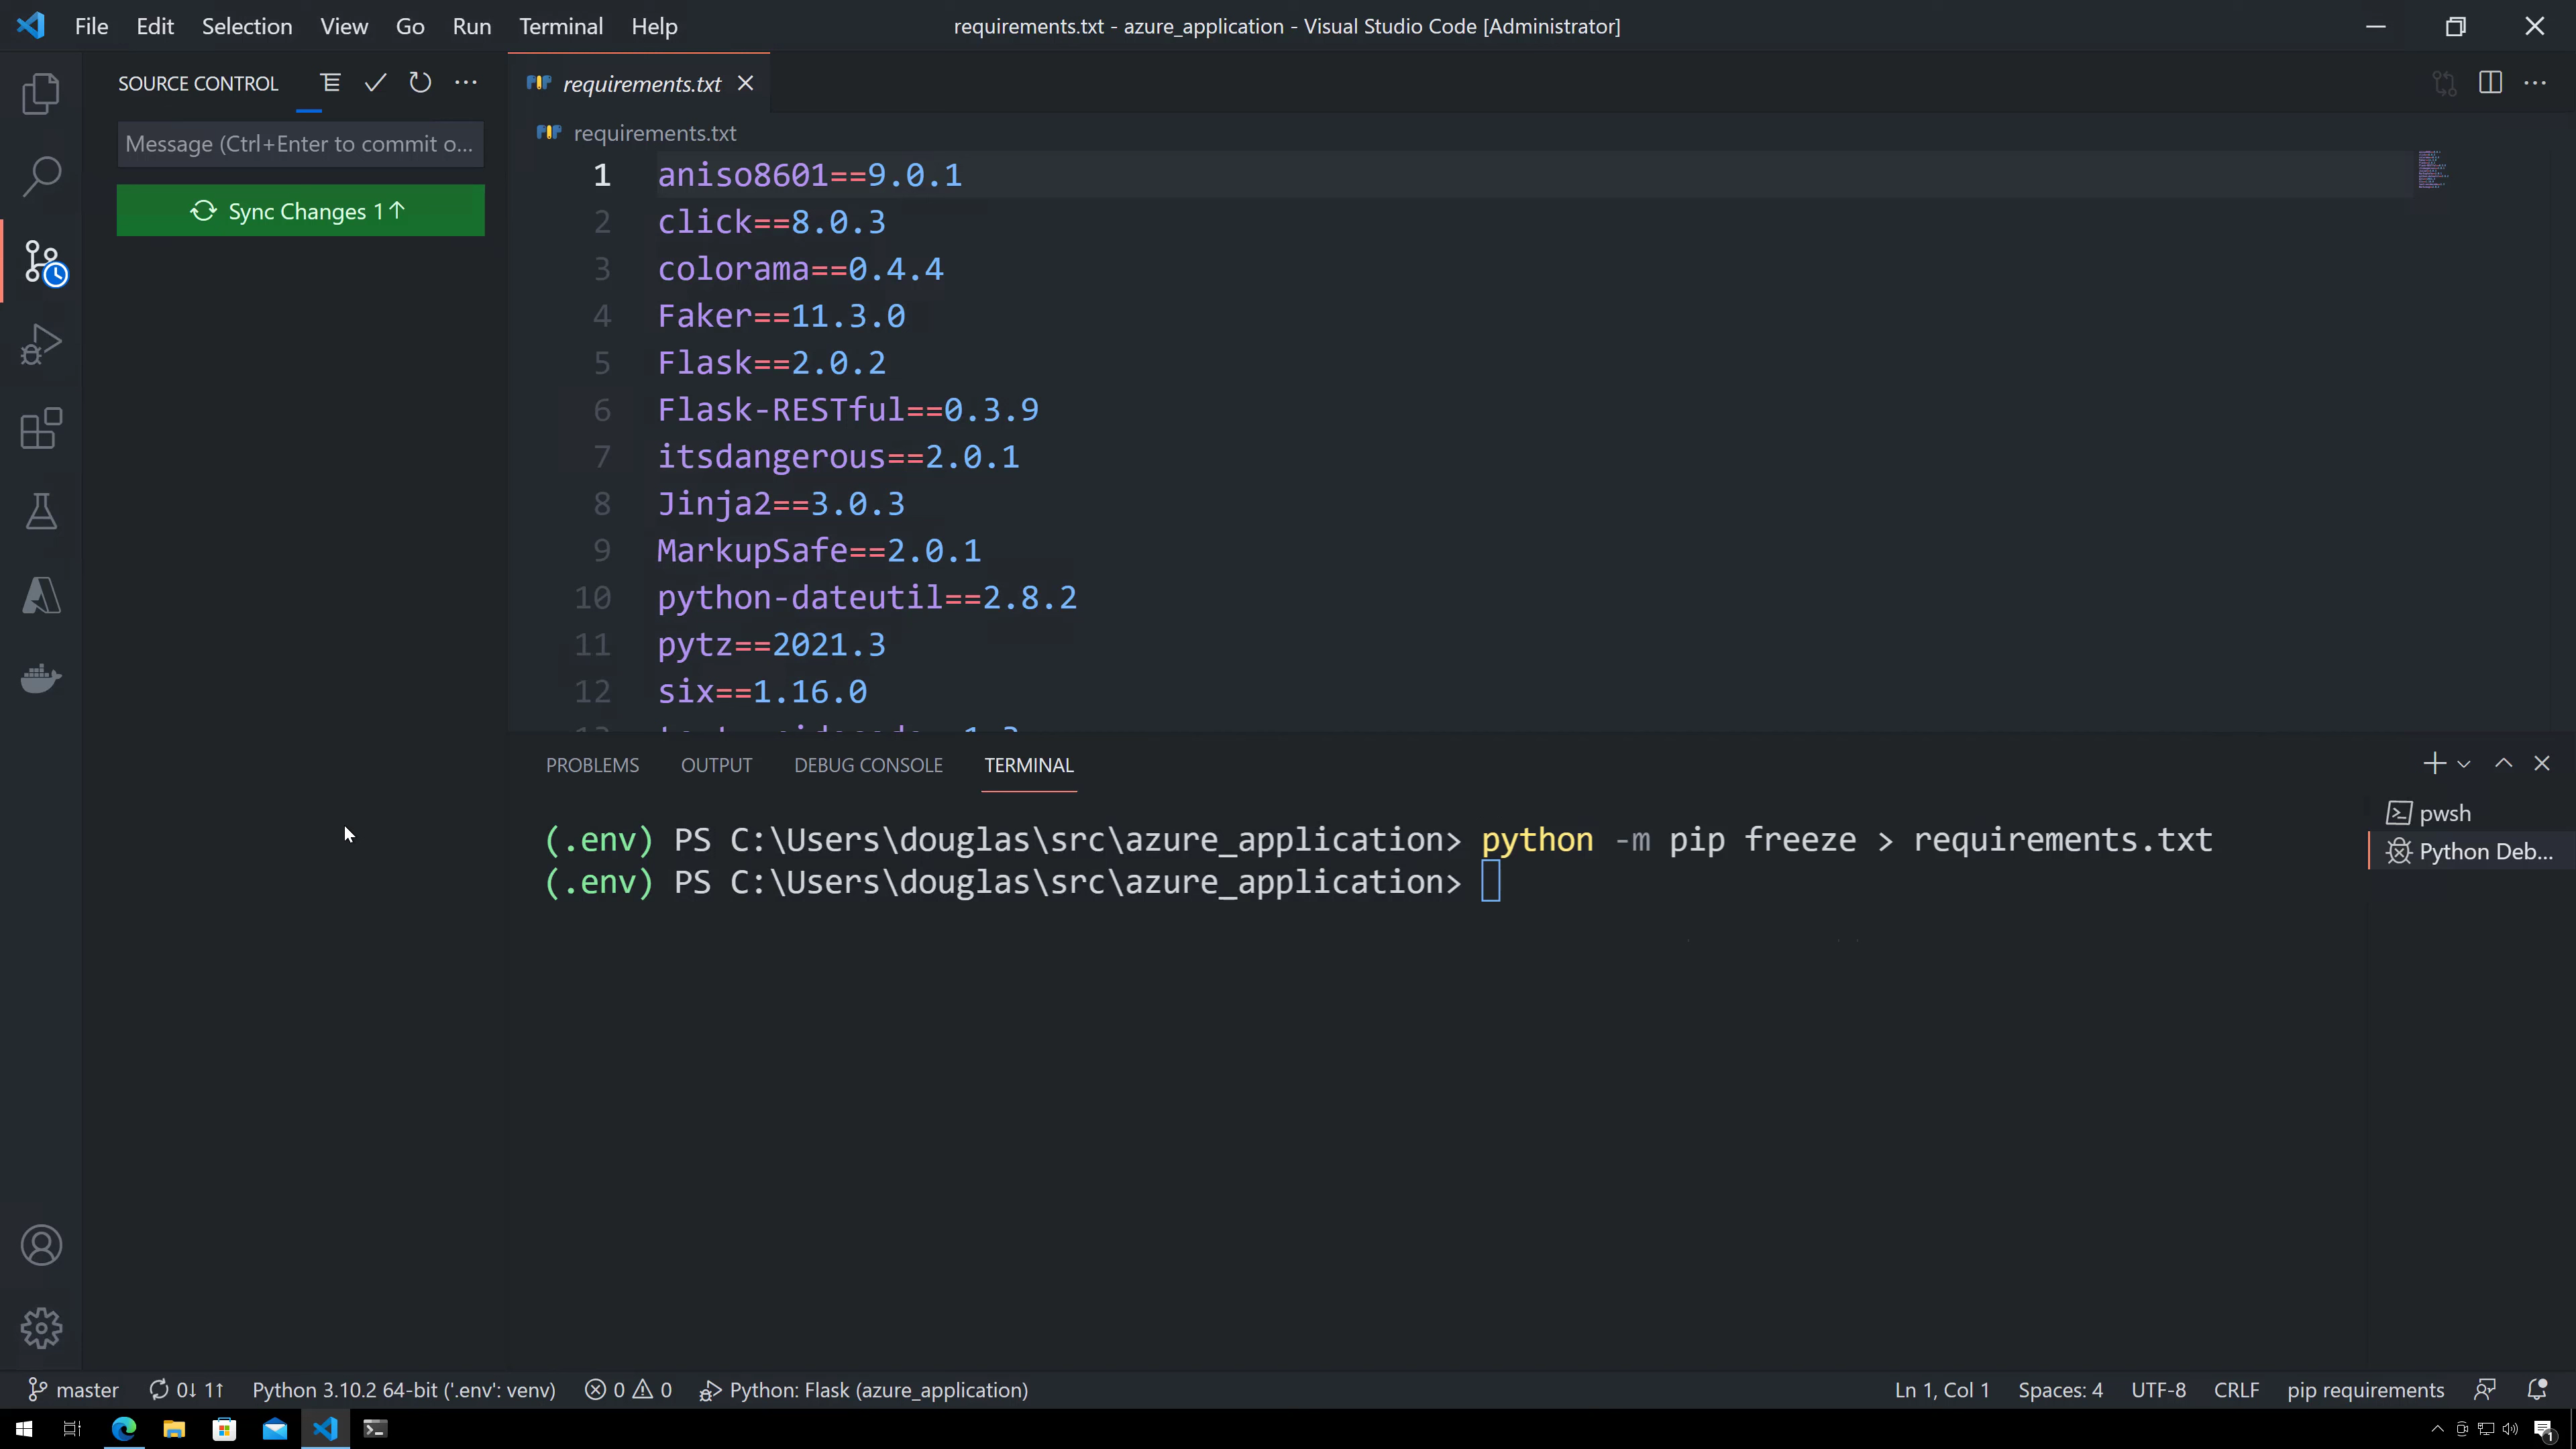 File Edit Selection View Go Run Terminal Help
requirements.txt - azure_application - Visual Studio Code [Administrator]
SOURCE CONTROL
Message (Ctrl+Enter to commit o...
Sync Changes 1↑
requirements.txt
requirements.txt
1 aniso8601==9.0.1
2 click==8.0.3
3 colorama==0.4.4
4 Faker==11.3.0
5 Flask==2.0.2
6 Flask-RESTful==0.3.9
7 itsdangerous==2.0.1
8 Jinja2==3.0.3
9 MarkupSafe==2.0.1
10 python-dateutil==2.8.2
11 pytz==2021.3
12 six==1.16.0
PROBLEMS OUTPUT DEBUG CONSOLE TERMINAL
(.env) PS C:\Users\douglas\src\azure_application> python -m pip freeze > requirements.txt
(.env) PS C:\Users\douglas\src\azure_application>
pwsh
Python Deb...
master 0↓ 1↑ Python 3.10.2 64-bit ('.env': venv) 0 0 Python: Flask (azure_application)
Ln 1, Col 1 Spaces: 4 UTF-8 CRLF pip requirements
1